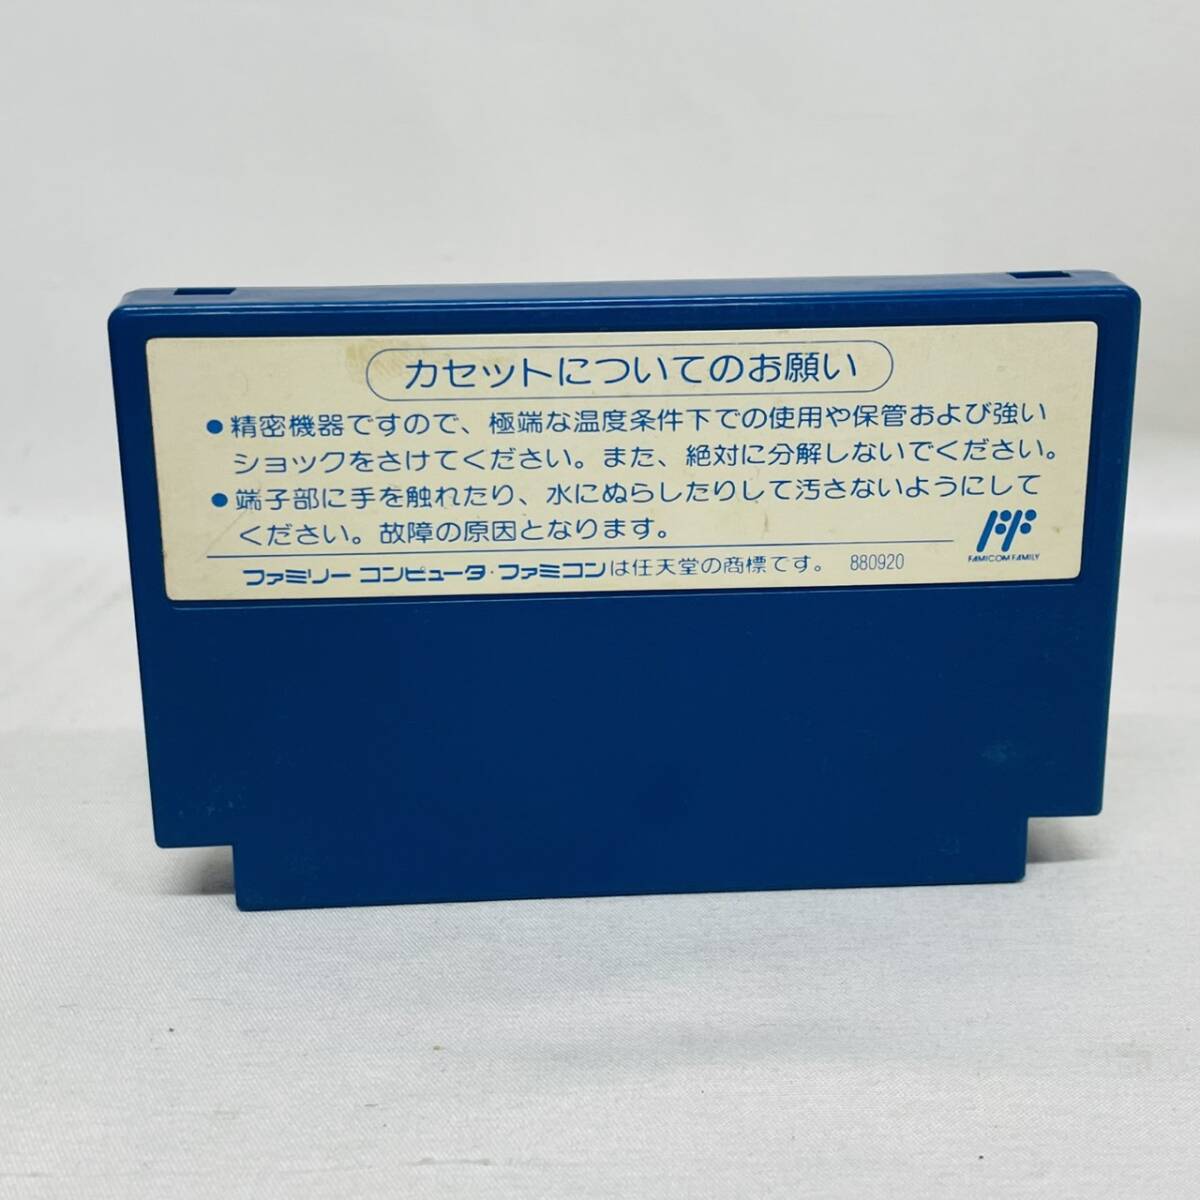 カセットについてのお願い
●精密機器ですので、極端な温度条件下での使用や保管および強い
ショックをさけてください。また、絶対に分解しないでください。
●端子部に手を触れたり、水にぬらしたりして汚さないようにして
ください。故障の原因となります。
FAMICOM FAMILY
ファミリーコンピュータ・ファミコンは任天堂の商標です。 880920